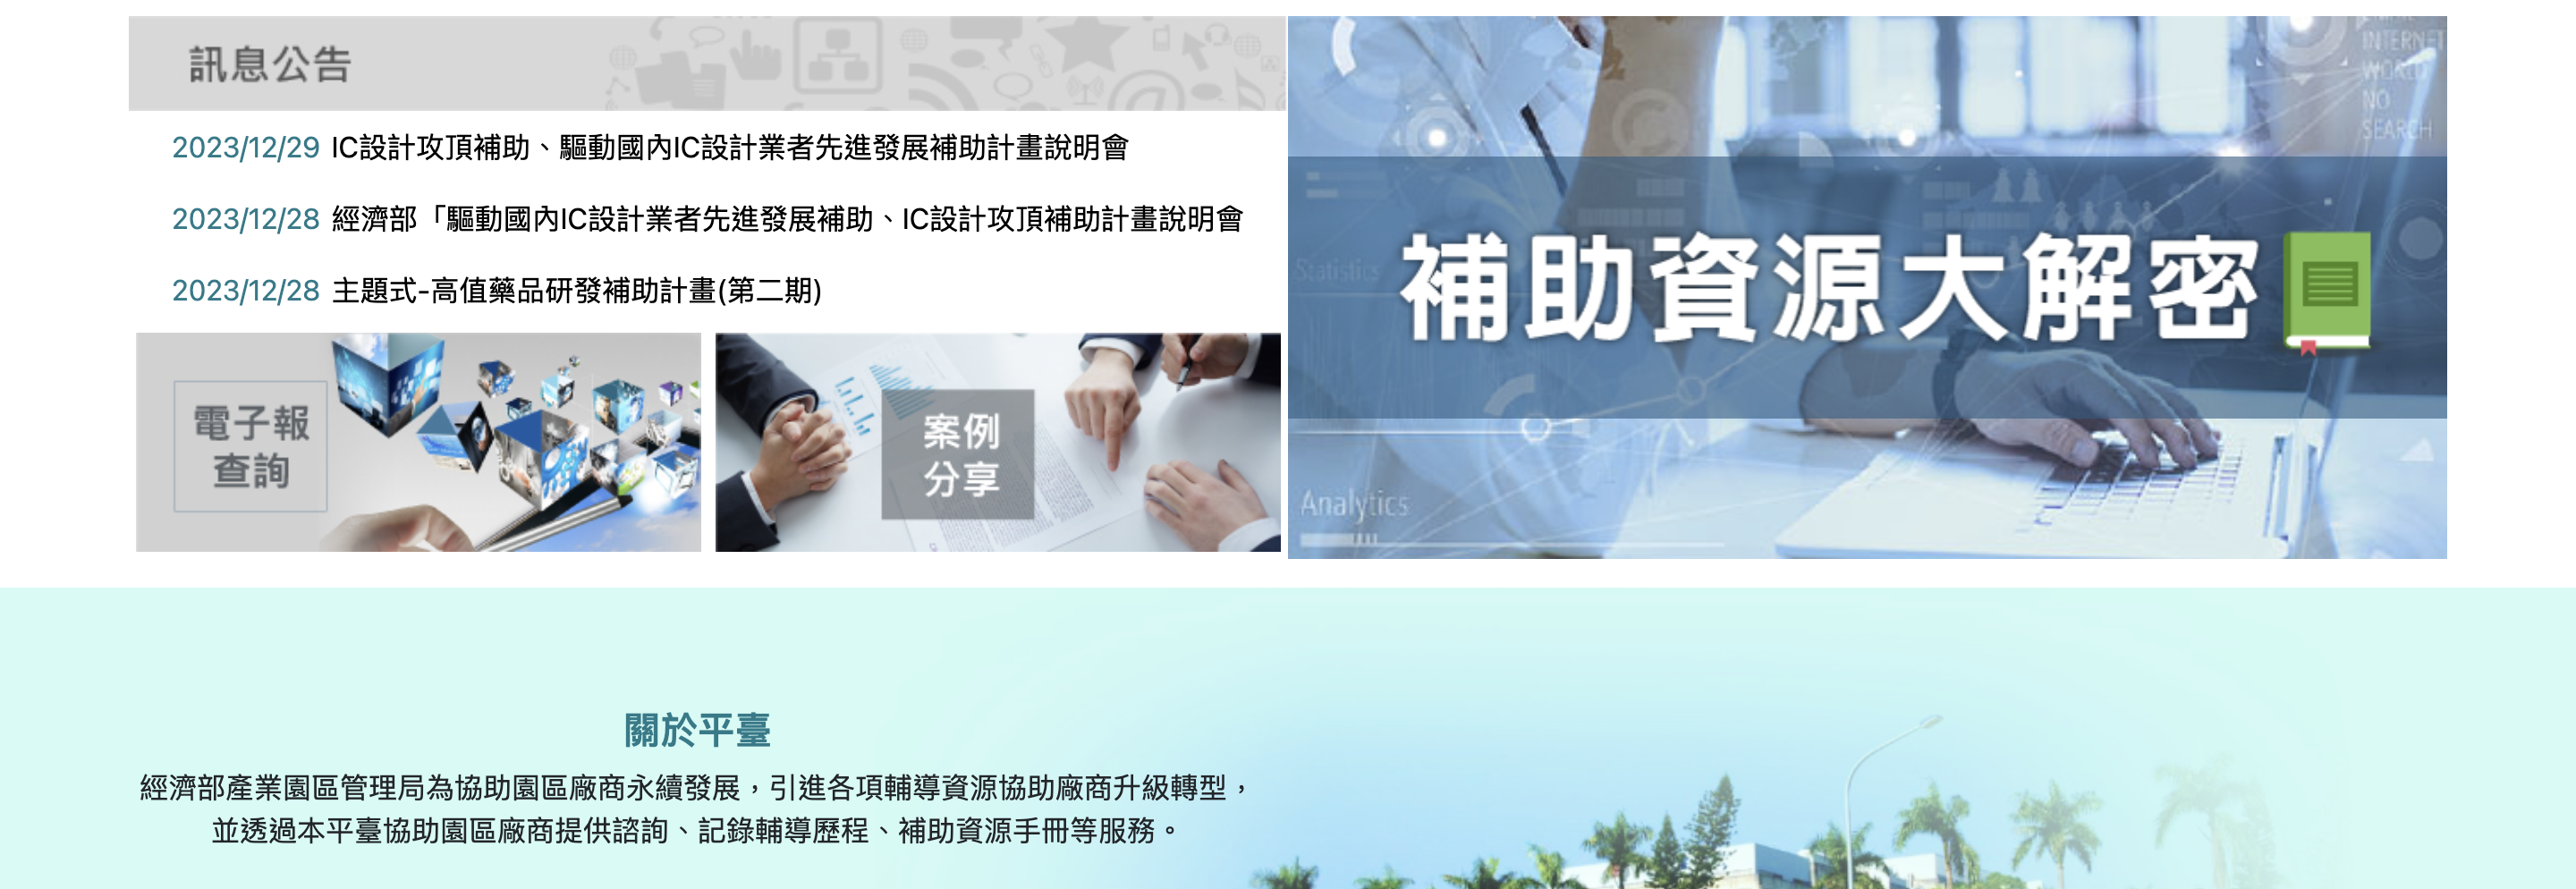 訊息公告
2023/12/29 IC設計攻頂補助、驅動國內IC設計業者先進發展補助計畫說明會
2023/12/28 經濟部「驅動國內IC設計業者先進發展補助、IC設計攻頂補助計畫說明會
2023/12/28 主題式-高值藥品研發補助計畫(第二期)
電子報
查詢
案例
分享
INTERNET
WORLD
NO
SEARCH
Statistics
補助資源大解密
Analytics
關於平臺
經濟部產業園區管理局為協助園區廠商永續發展，引進各項輔導資源協助廠商升級轉型，
並透過本平臺協助園區廠商提供諮詢、記錄輔導歷程、補助資源手冊等服務。